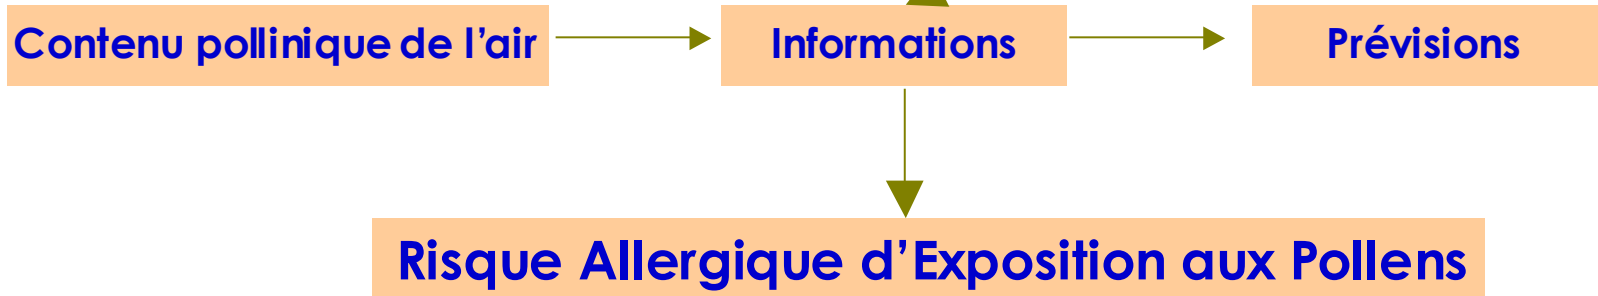 Contenu pollinique de l’air
Informations
Prévisions
Risque Allergique d’Exposition aux Pollens